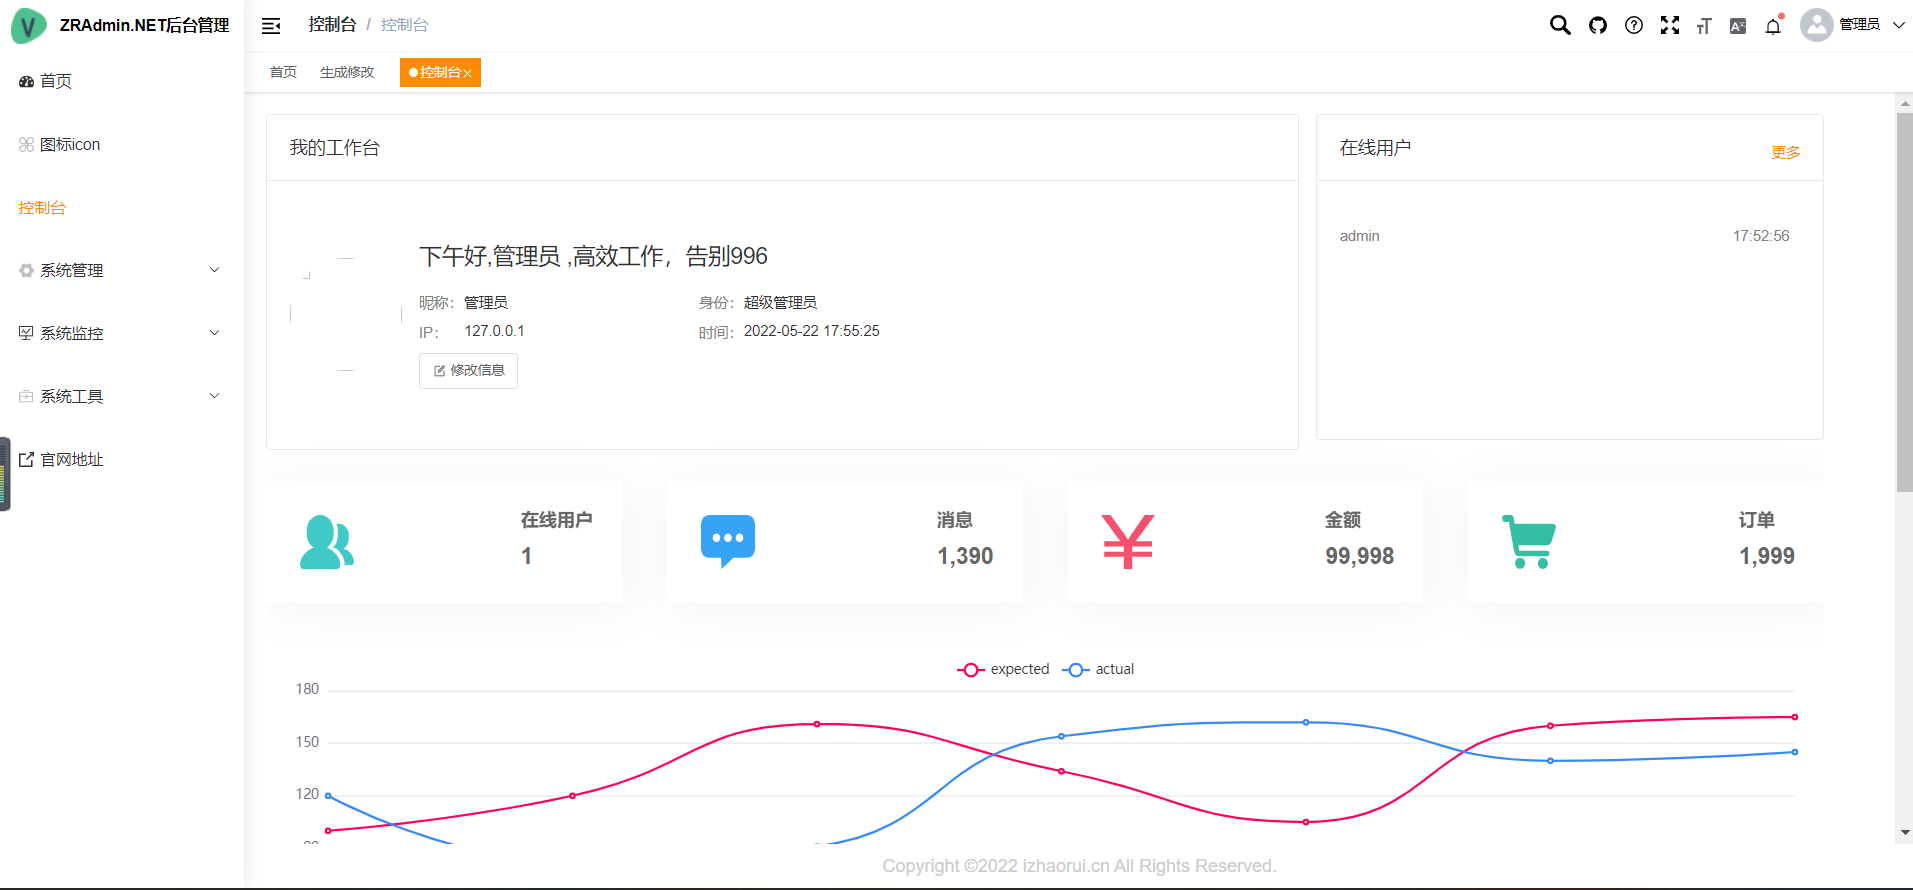 ZRAdmin.NET后台管理
首页
图标icon
控制台
系统管理
系统监控
系统工具
官网地址
控制台 / 控制台
管理员
首页 生成修改 控制台
我的工作台
下午好,管理员 ,高效工作，告别996
昵称： 管理员 身份： 超级管理员
IP： 127.0.0.1 时间： 2022-05-22 17:55:25
修改信息
在线用户 更多
admin 17:52:56
在线用户
1
消息
1,390
金额
99,998
订单
1,999
expected actual
180
150
120
Copyright ©2022 izhaorui.cn All Rights Reserved.